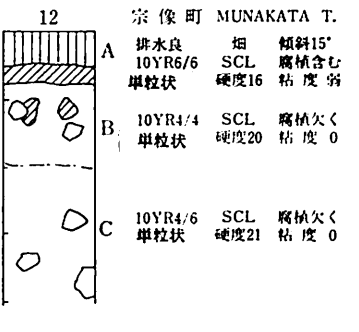 12 宗像町 MUNAKATA T.
A 排水良 畑 傾斜15°
10YR6/6 SCL 腐植含む
単粒状 硬度16 粘度 弱
B 10YR4/4 SCL 腐植欠く
単粒状 硬度20 粘度 0
C 10YR4/6 SCL 腐植欠く
単粒状 硬度21 粘度 0